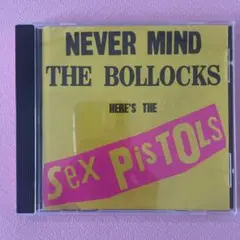 NEVER MIND
THE BOLLOCKS
HERE'S THE
Sex PiSTOLS